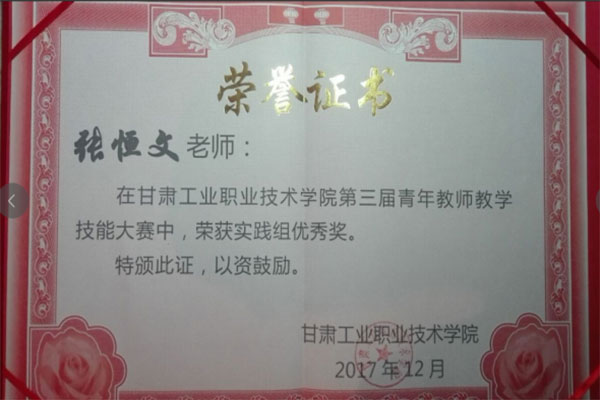 荣誉证书
张恒文老师：
在甘肃工业职业技术学院第三届青年教师教学
技能大赛中，荣获实践组优秀奖。
特颁此证，以资鼓励。
甘肃工业职业技术学院
2017年12月